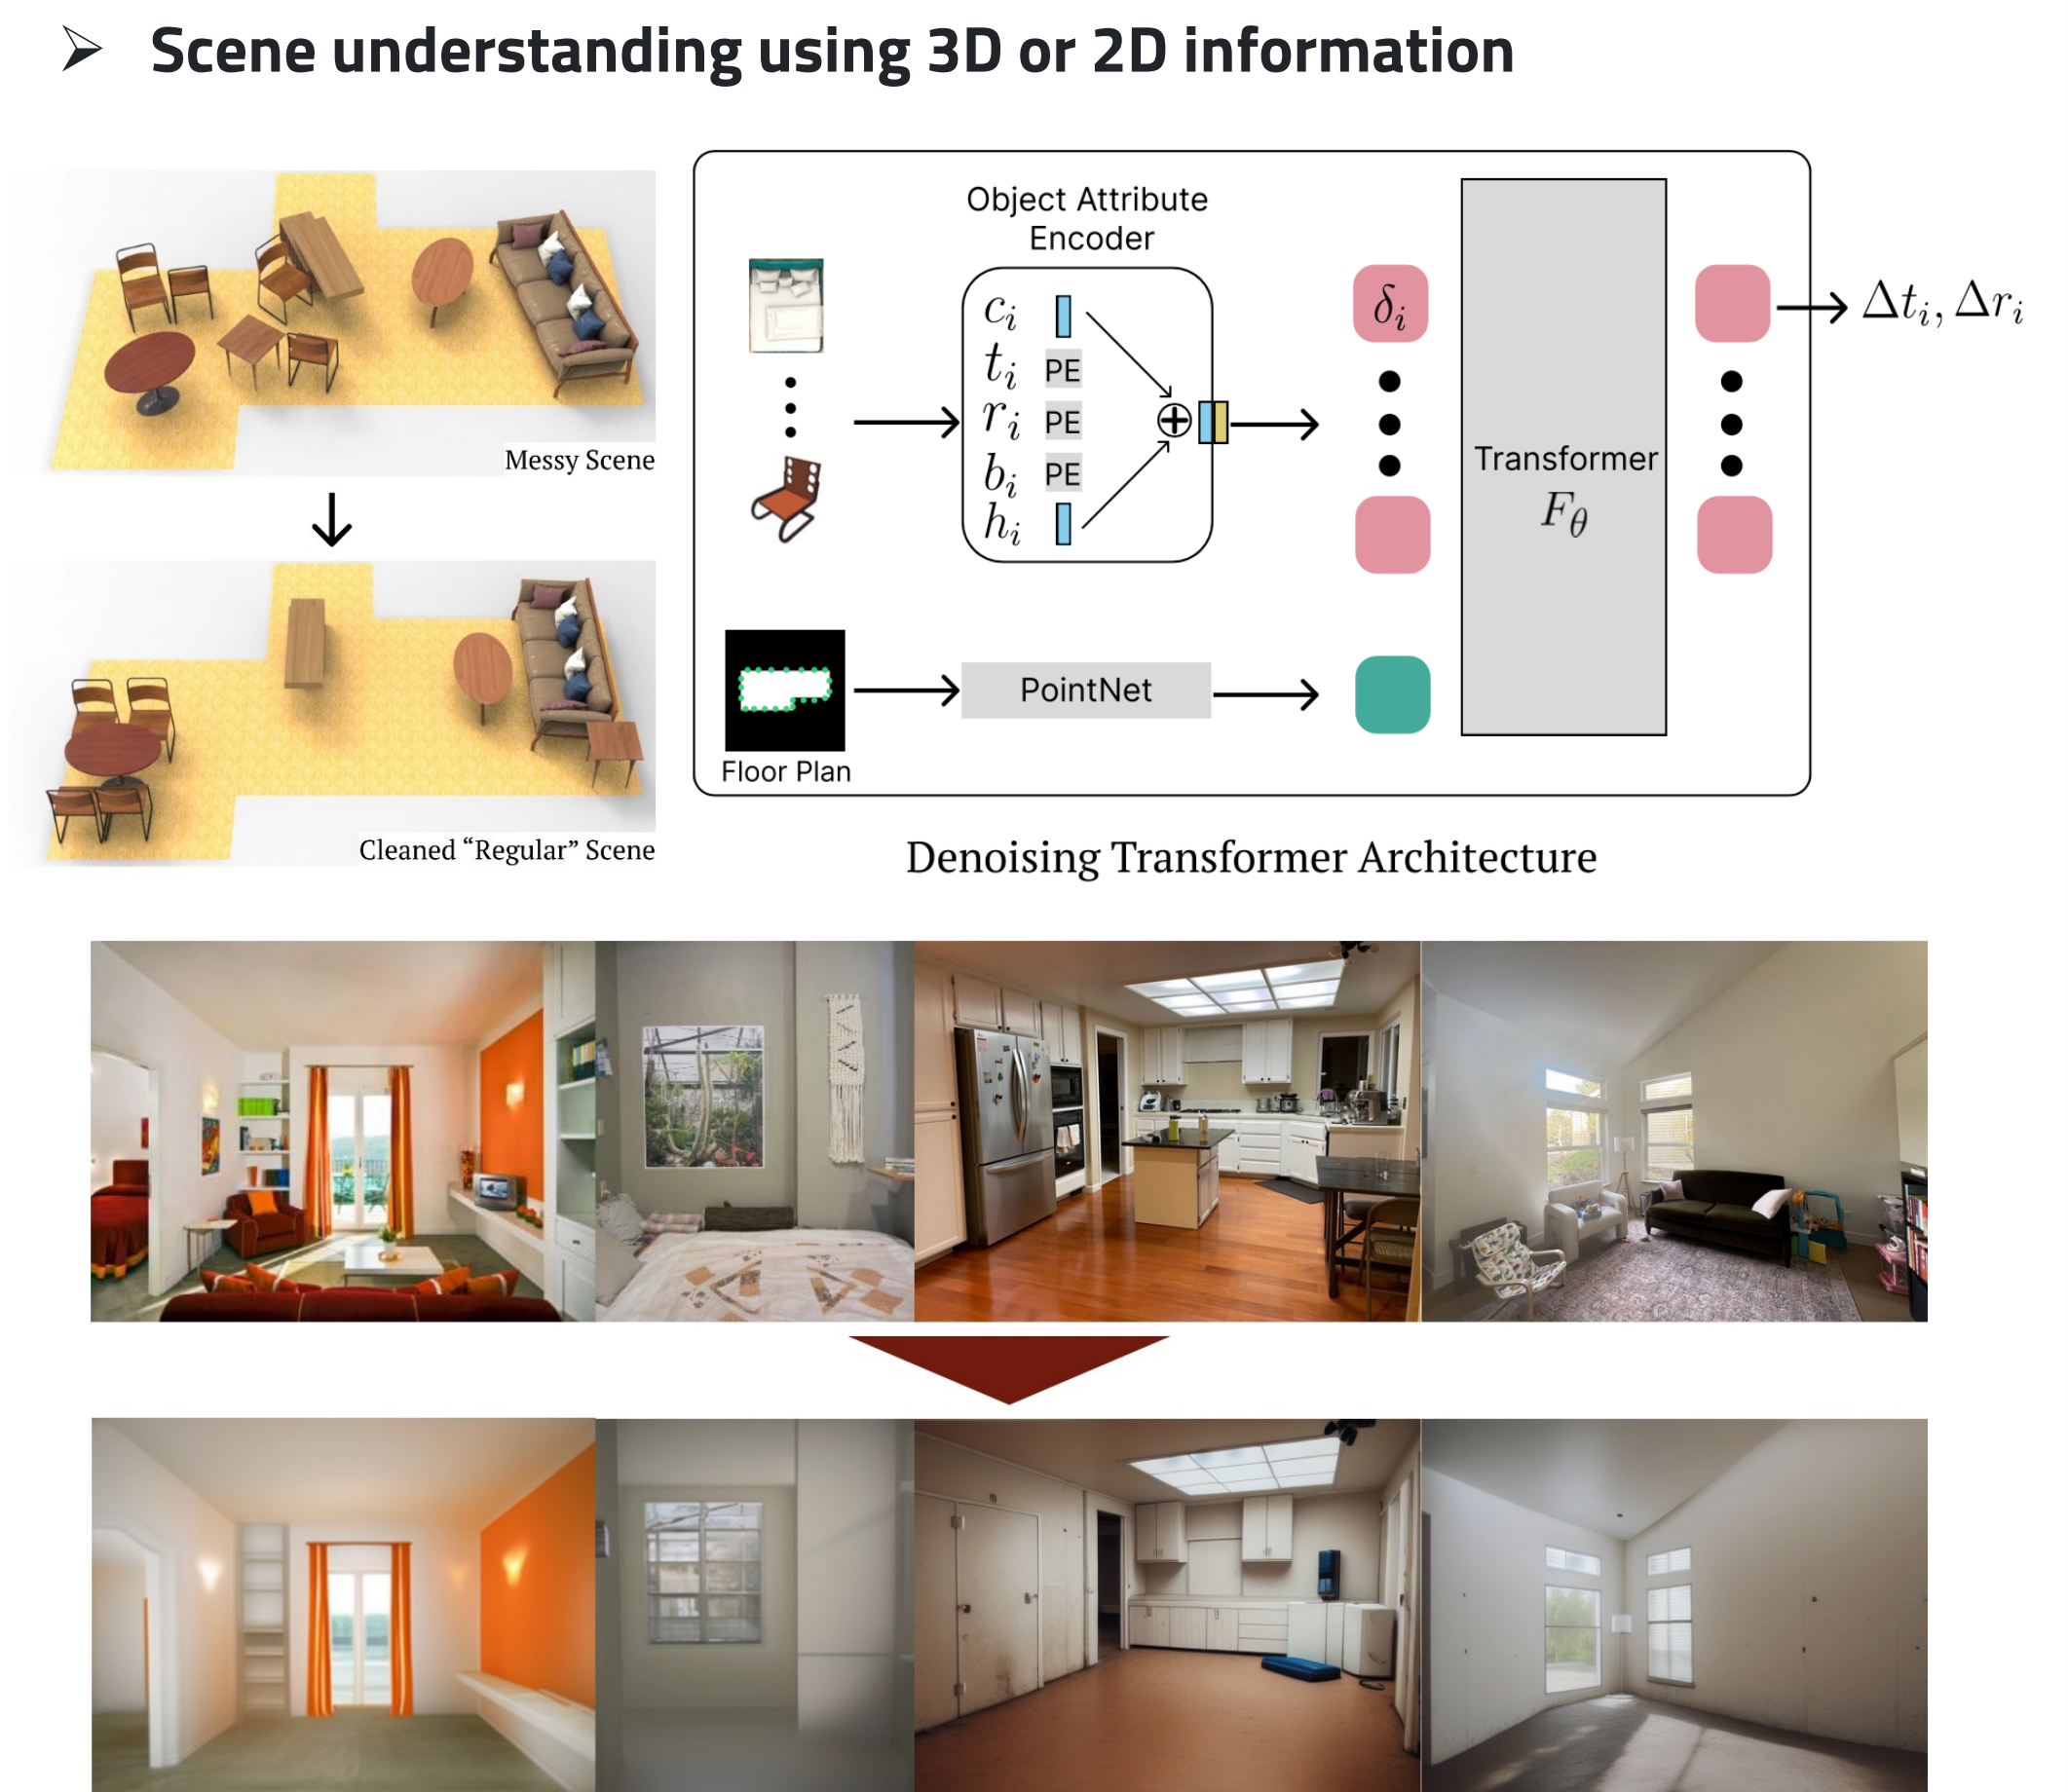 Scene understanding using 3D or 2D information
Messy Scene
Cleaned “Regular” Scene
Object Attribute
Encoder
c_i
t_i PE
r_i PE
b_i PE
h_i
δ_i
Transformer
F_θ
Δt_i, Δr_i
PointNet
Floor Plan
Denoising Transformer Architecture